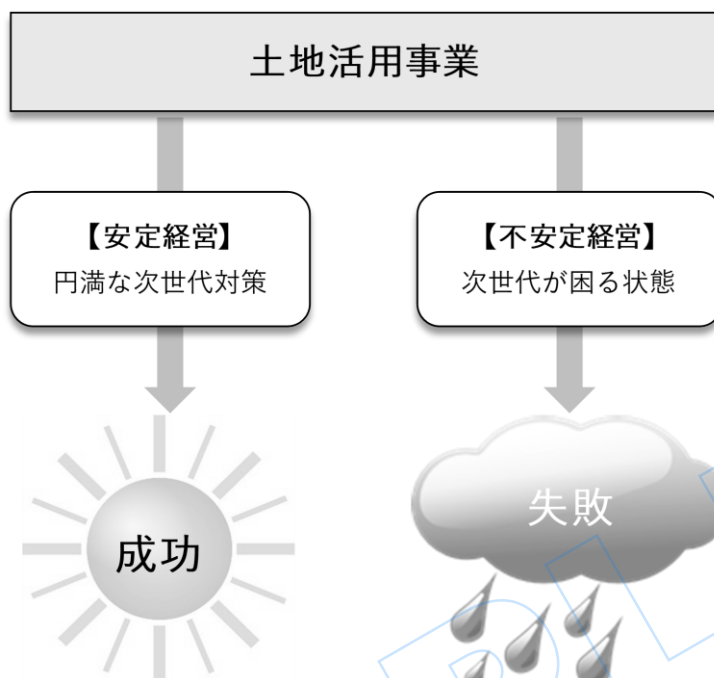 土地活用事業
【安定経営】
円満な次世代対策
【不安定経営】
次世代が困る状態
成功
失敗